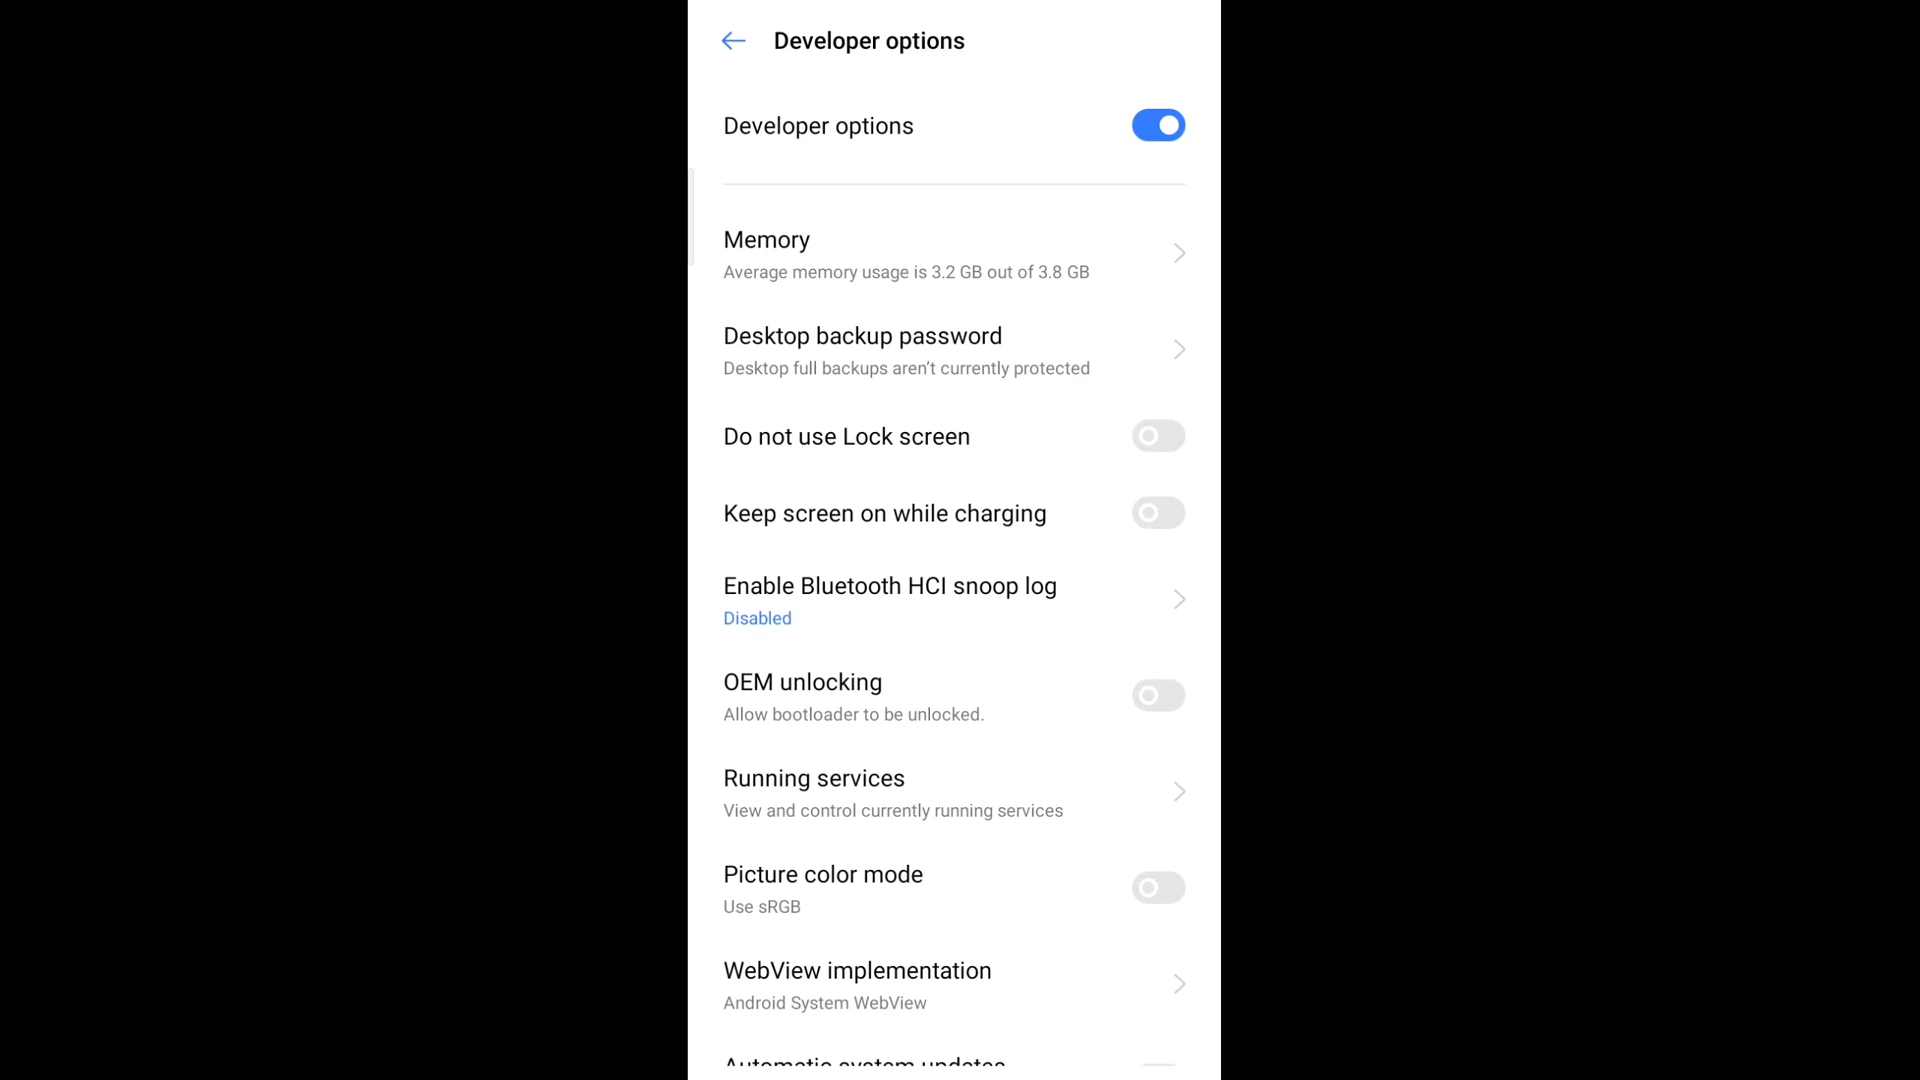 Developer options
Developer options
Memory
Average memory usage is 3.2 GB out of 3.8 GB
Desktop backup password
Desktop full backups aren’t currently protected
Do not use Lock screen
Keep screen on while charging
Enable Bluetooth HCI snoop log
Disabled
OEM unlocking
Allow bootloader to be unlocked.
Running services
View and control currently running services
Picture color mode
Use sRGB
WebView implementation
Android System WebView
Automatic system updates